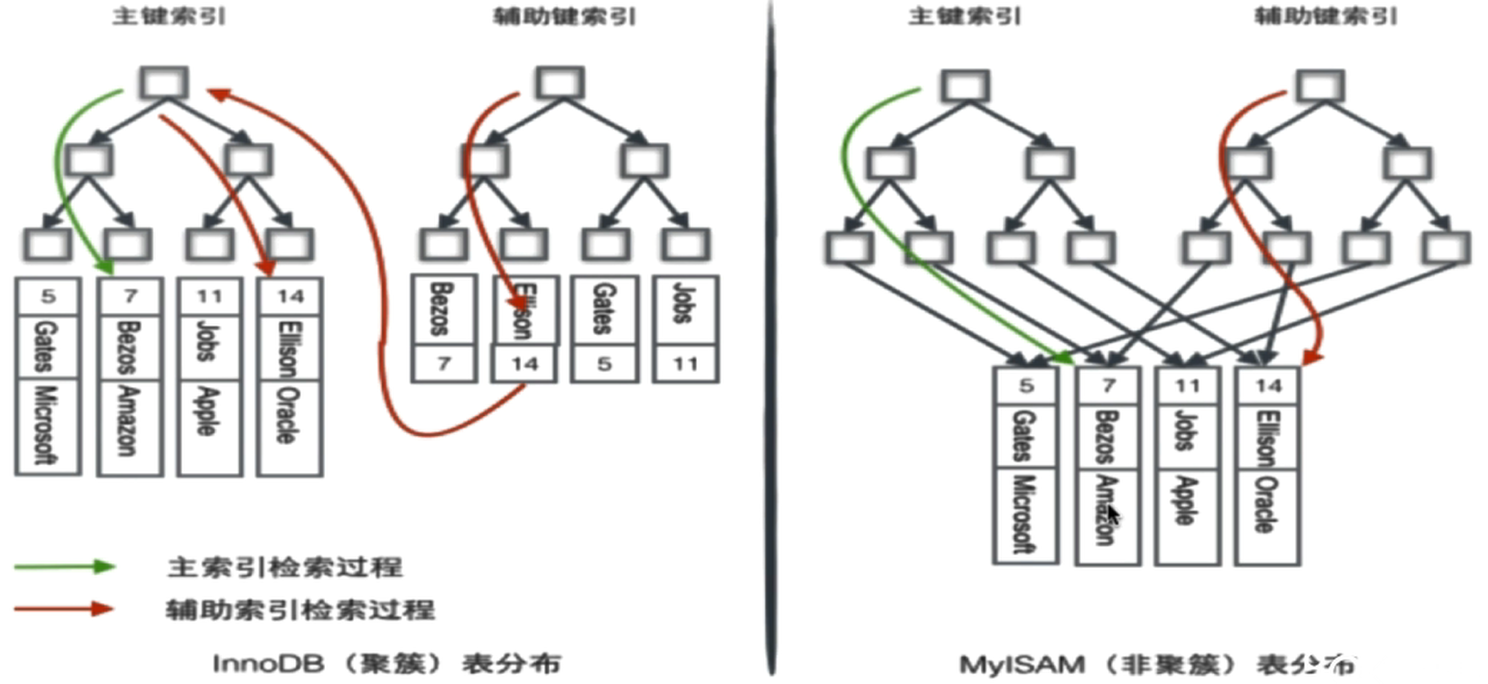 主键索引
辅助键索引
主键索引
辅助键索引
5
Gates
Microsoft
7
Bezos
Amazon
11
Jobs
Apple
14
Ellison
Oracle
Bezos
7
Ellison
14
Gates
5
Jobs
11
5
Gates
Microsoft
7
Bezos
Amazon
11
Jobs
Apple
14
Ellison
Oracle
主索引检索过程
辅助索引检索过程
InnoDB（聚簇）表分布
MyISAM（非聚簇）表分布